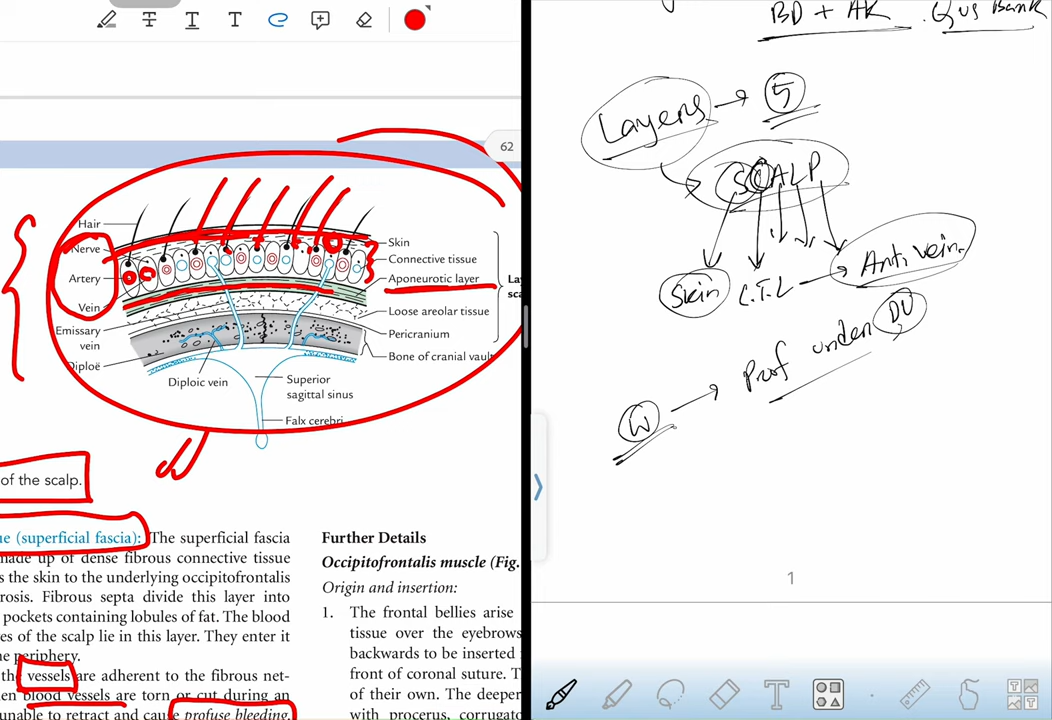 62
Hair
Nerve
Artery
Vein
Emissary
vein
Diploë
Skin
Connective tissue
Aponeurotic layer
Loose areolar tissue
Pericranium
Bone of cranial vault
La
sca
Diploic vein
Superior
sagittal sinus
Falx cerebri
of the scalp.
ue (superficial fascia): The superficial fascia
made up of dense fibrous connective tissue
s the skin to the underlying occipitofrontalis
rosis. Fibrous septa divide this layer into
pockets containing lobules of fat. The blood
es of the scalp lie in this layer. They enter it
he periphery.
the vessels are adherent to the fibrous net-
en blood vessels are torn or cut during an
unable to retract and cause profuse bleeding.
Further Details
Occipitofrontalis muscle (Fig.
Origin and insertion:
1. The frontal bellies arise
tissue over the eyebrows
backwards to be inserted
front of coronal suture. T
of their own. The deeper
with procerus, corrugato
BD + AK Qus Bank
Layers → 5
SCALP
Skin C.T.L → Anti vein
W → Prof under DU
1